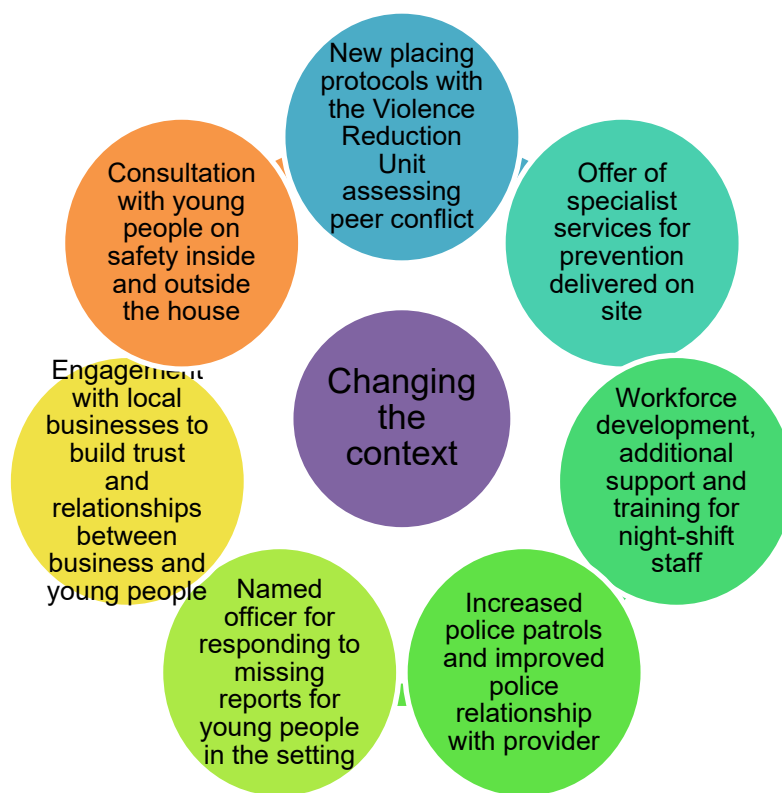 New placing
protocols with
the Violence
Reduction
Unit
assessing
peer conflict
Offer of
specialist
services for
prevention
delivered on
site
Workforce
development,
additional
support and
training for
night-shift
staff
Increased
police patrols
and improved
police
relationship
with provider
Named
officer for
responding to
missing
reports for
young people
in the setting
Engagement
with local
businesses to
build trust
and
relationships
between
business and
young people
Consultation
with young
people on
safety inside
and outside
the house
Changing
the
context